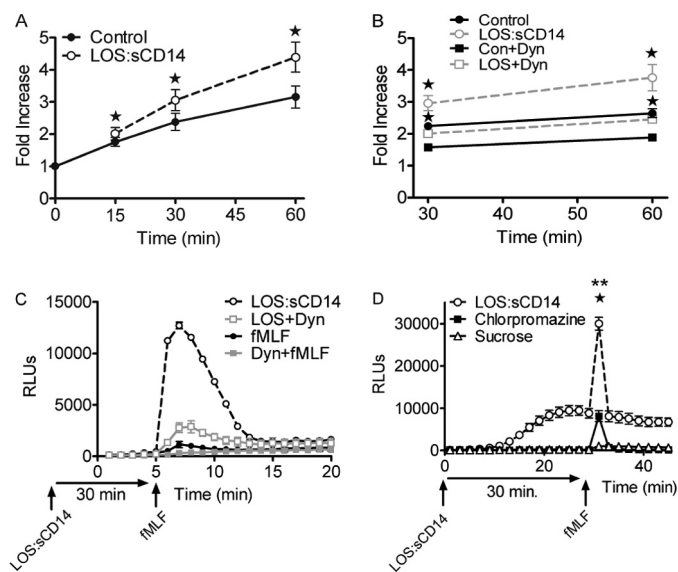 A
Control
LOS:sCD14
Fold Increase
5
4
3
2
1
0
0 15 30 45 60
Time (min)
B
Control
LOS:sCD14
Con+Dyn
LOS+Dyn
Fold Increase
5
4
3
2
1
0
30 40 50 60
Time (min)
C
LOS:sCD14
LOS+Dyn
fMLF
Dyn+fMLF
RLUs
15000
10000
5000
0
0 5 10 15 20
30 min
Time (min)
LOS:sCD14
fMLF
D
LOS:sCD14
Chlorpromazine
Sucrose
**
RLUs
30000
20000
10000
0
0 20 40
30 min.
Time (min)
LOS:sCD14
fMLF